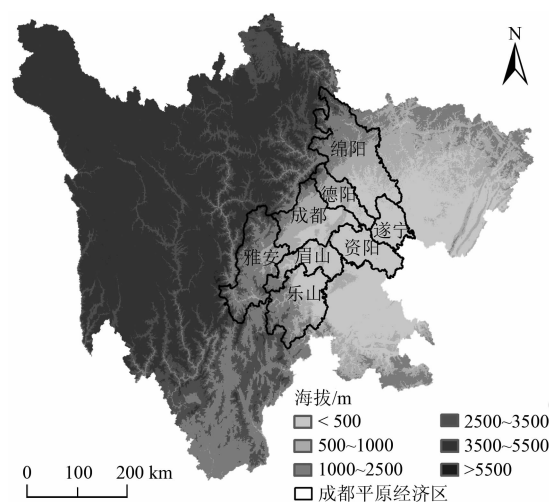 N
绵阳
德阳
成都
遂宁
资阳
雅安
眉山
乐山
海拔/m
< 500
2500~3500
500~1000
3500~5500
1000~2500
>5500
成都平原经济区
0 100 200 km